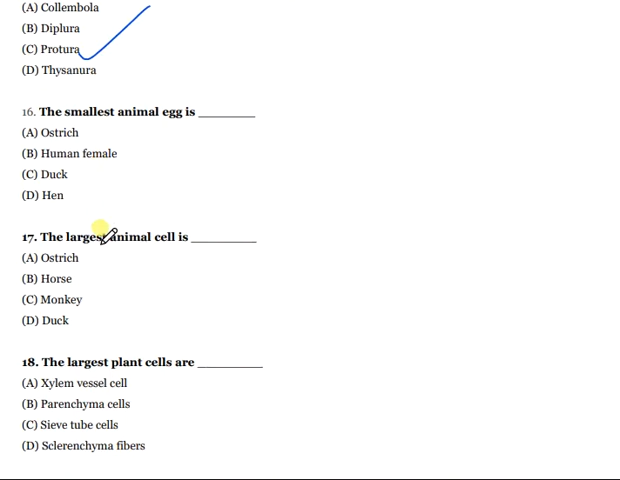 (A) Collembola
(B) Diplura
(C) Protura
(D) Thysanura
16. The smallest animal egg is ________
(A) Ostrich
(B) Human female
(C) Duck
(D) Hen
17. The largest animal cell is _________
(A) Ostrich
(B) Horse
(C) Monkey
(D) Duck
18. The largest plant cells are _________
(A) Xylem vessel cell
(B) Parenchyma cells
(C) Sieve tube cells
(D) Sclerenchyma fibers